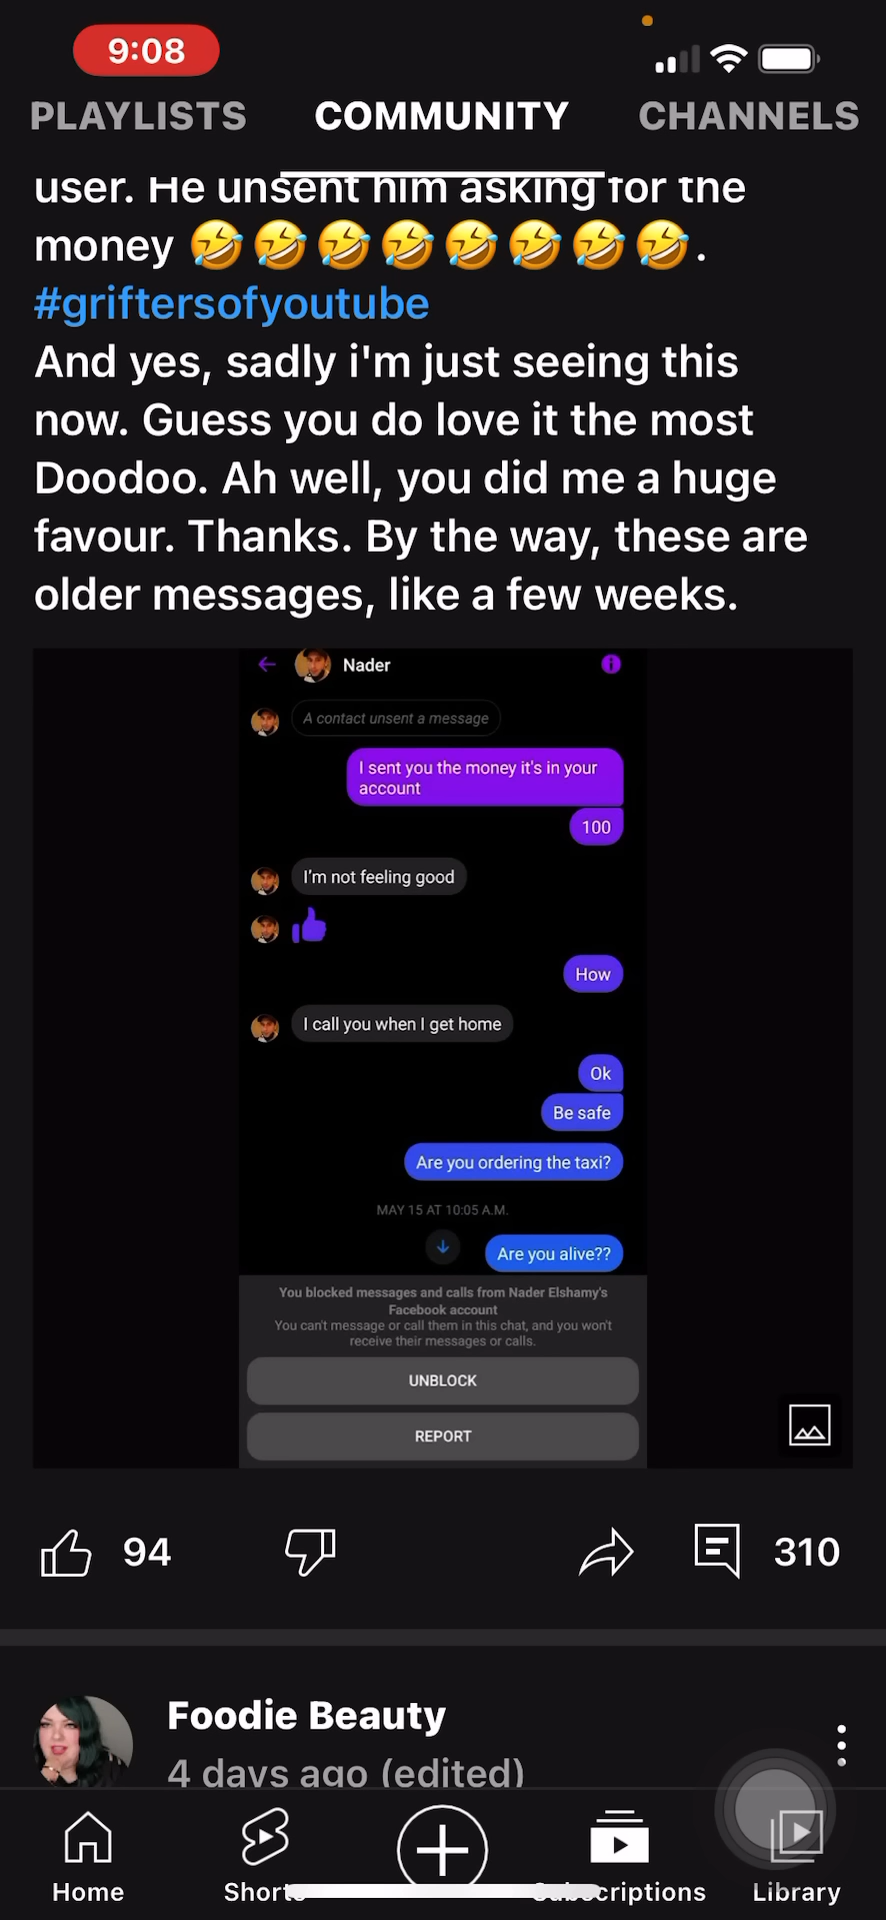 9:08
PLAYLISTS COMMUNITY CHANNELS
user. He unsent him asking for the
money 🤣🤣🤣🤣🤣🤣🤣🤣.
#griftersofyoutube
And yes, sadly i'm just seeing this
now. Guess you do love it the most
Doodoo. Ah well, you did me a huge
favour. Thanks. By the way, these are
older messages, like a few weeks.
Nader
A contact unsent a message
I sent you the money it's in your
account
100
I'm not feeling good
How
I call you when I get home
Ok
Be safe
Are you ordering the taxi?
MAY 15 AT 10:05 A.M.
Are you alive??
You blocked messages and calls from Nader Elshamy's
Facebook account
You can't message or call them in this chat, and you won't
receive their messages or calls.
UNBLOCK
REPORT
94 310
Foodie Beauty
4 days ago (edited)
Home Shorts Subscriptions Library